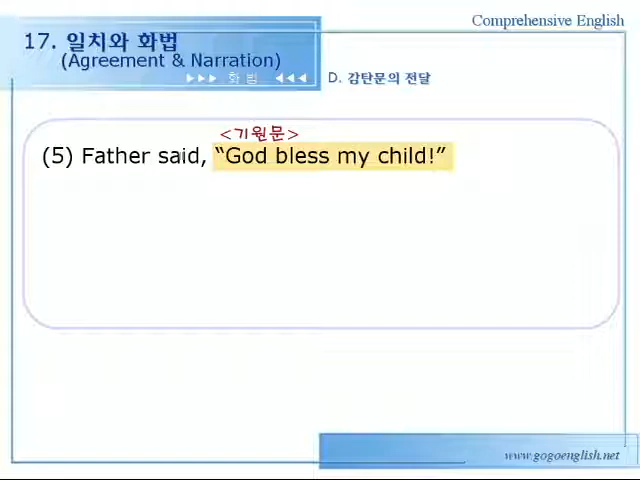 Comprehensive English
17. 일치와 화법
(Agreement & Narration)
▶▶▶ 화 법 ◀◀◀
D. 감탄문의 전달
<기원문>
(5) Father said, “God bless my child!”
www.gogoenglish.net